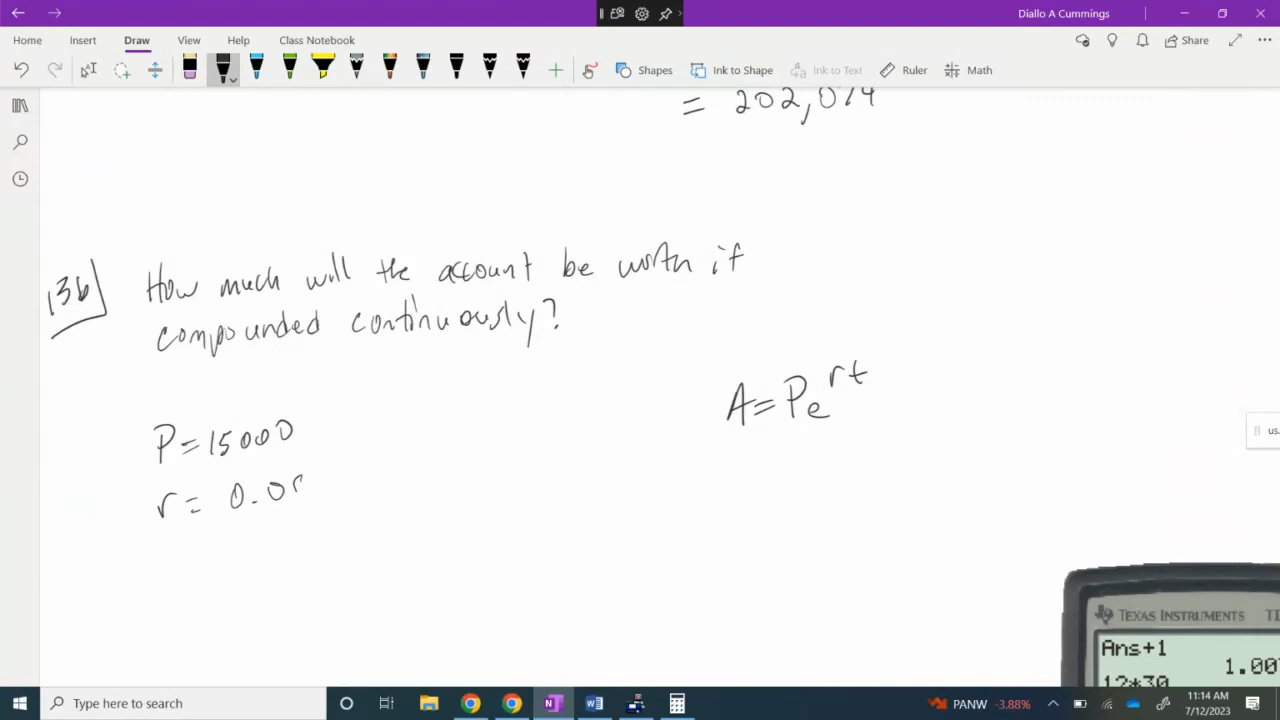 Diallo A Cummings
Home Insert Draw View Help Class Notebook Share
Shapes Ink to Shape Ink to Text Ruler Math
= 202,074
13b)
How much will the account be worth if
compounded continuously?
A=Pe^rt
P=15000
r= 0.0
us.
TEXAS INSTRUMENTS TI
Ans+1
1.00
12*30
Type here to search
PANW -3.88%
11:14 AM
7/12/2023